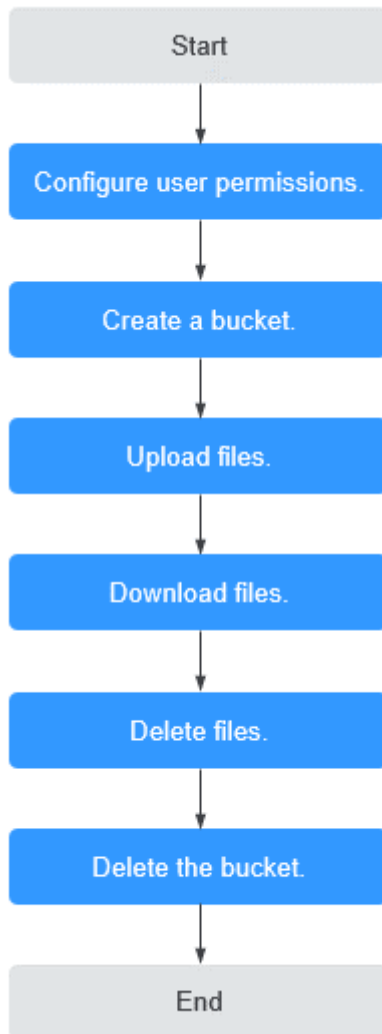 Start
Configure user permissions.
Create a bucket.
Upload files.
Download files.
Delete files.
Delete the bucket.
End